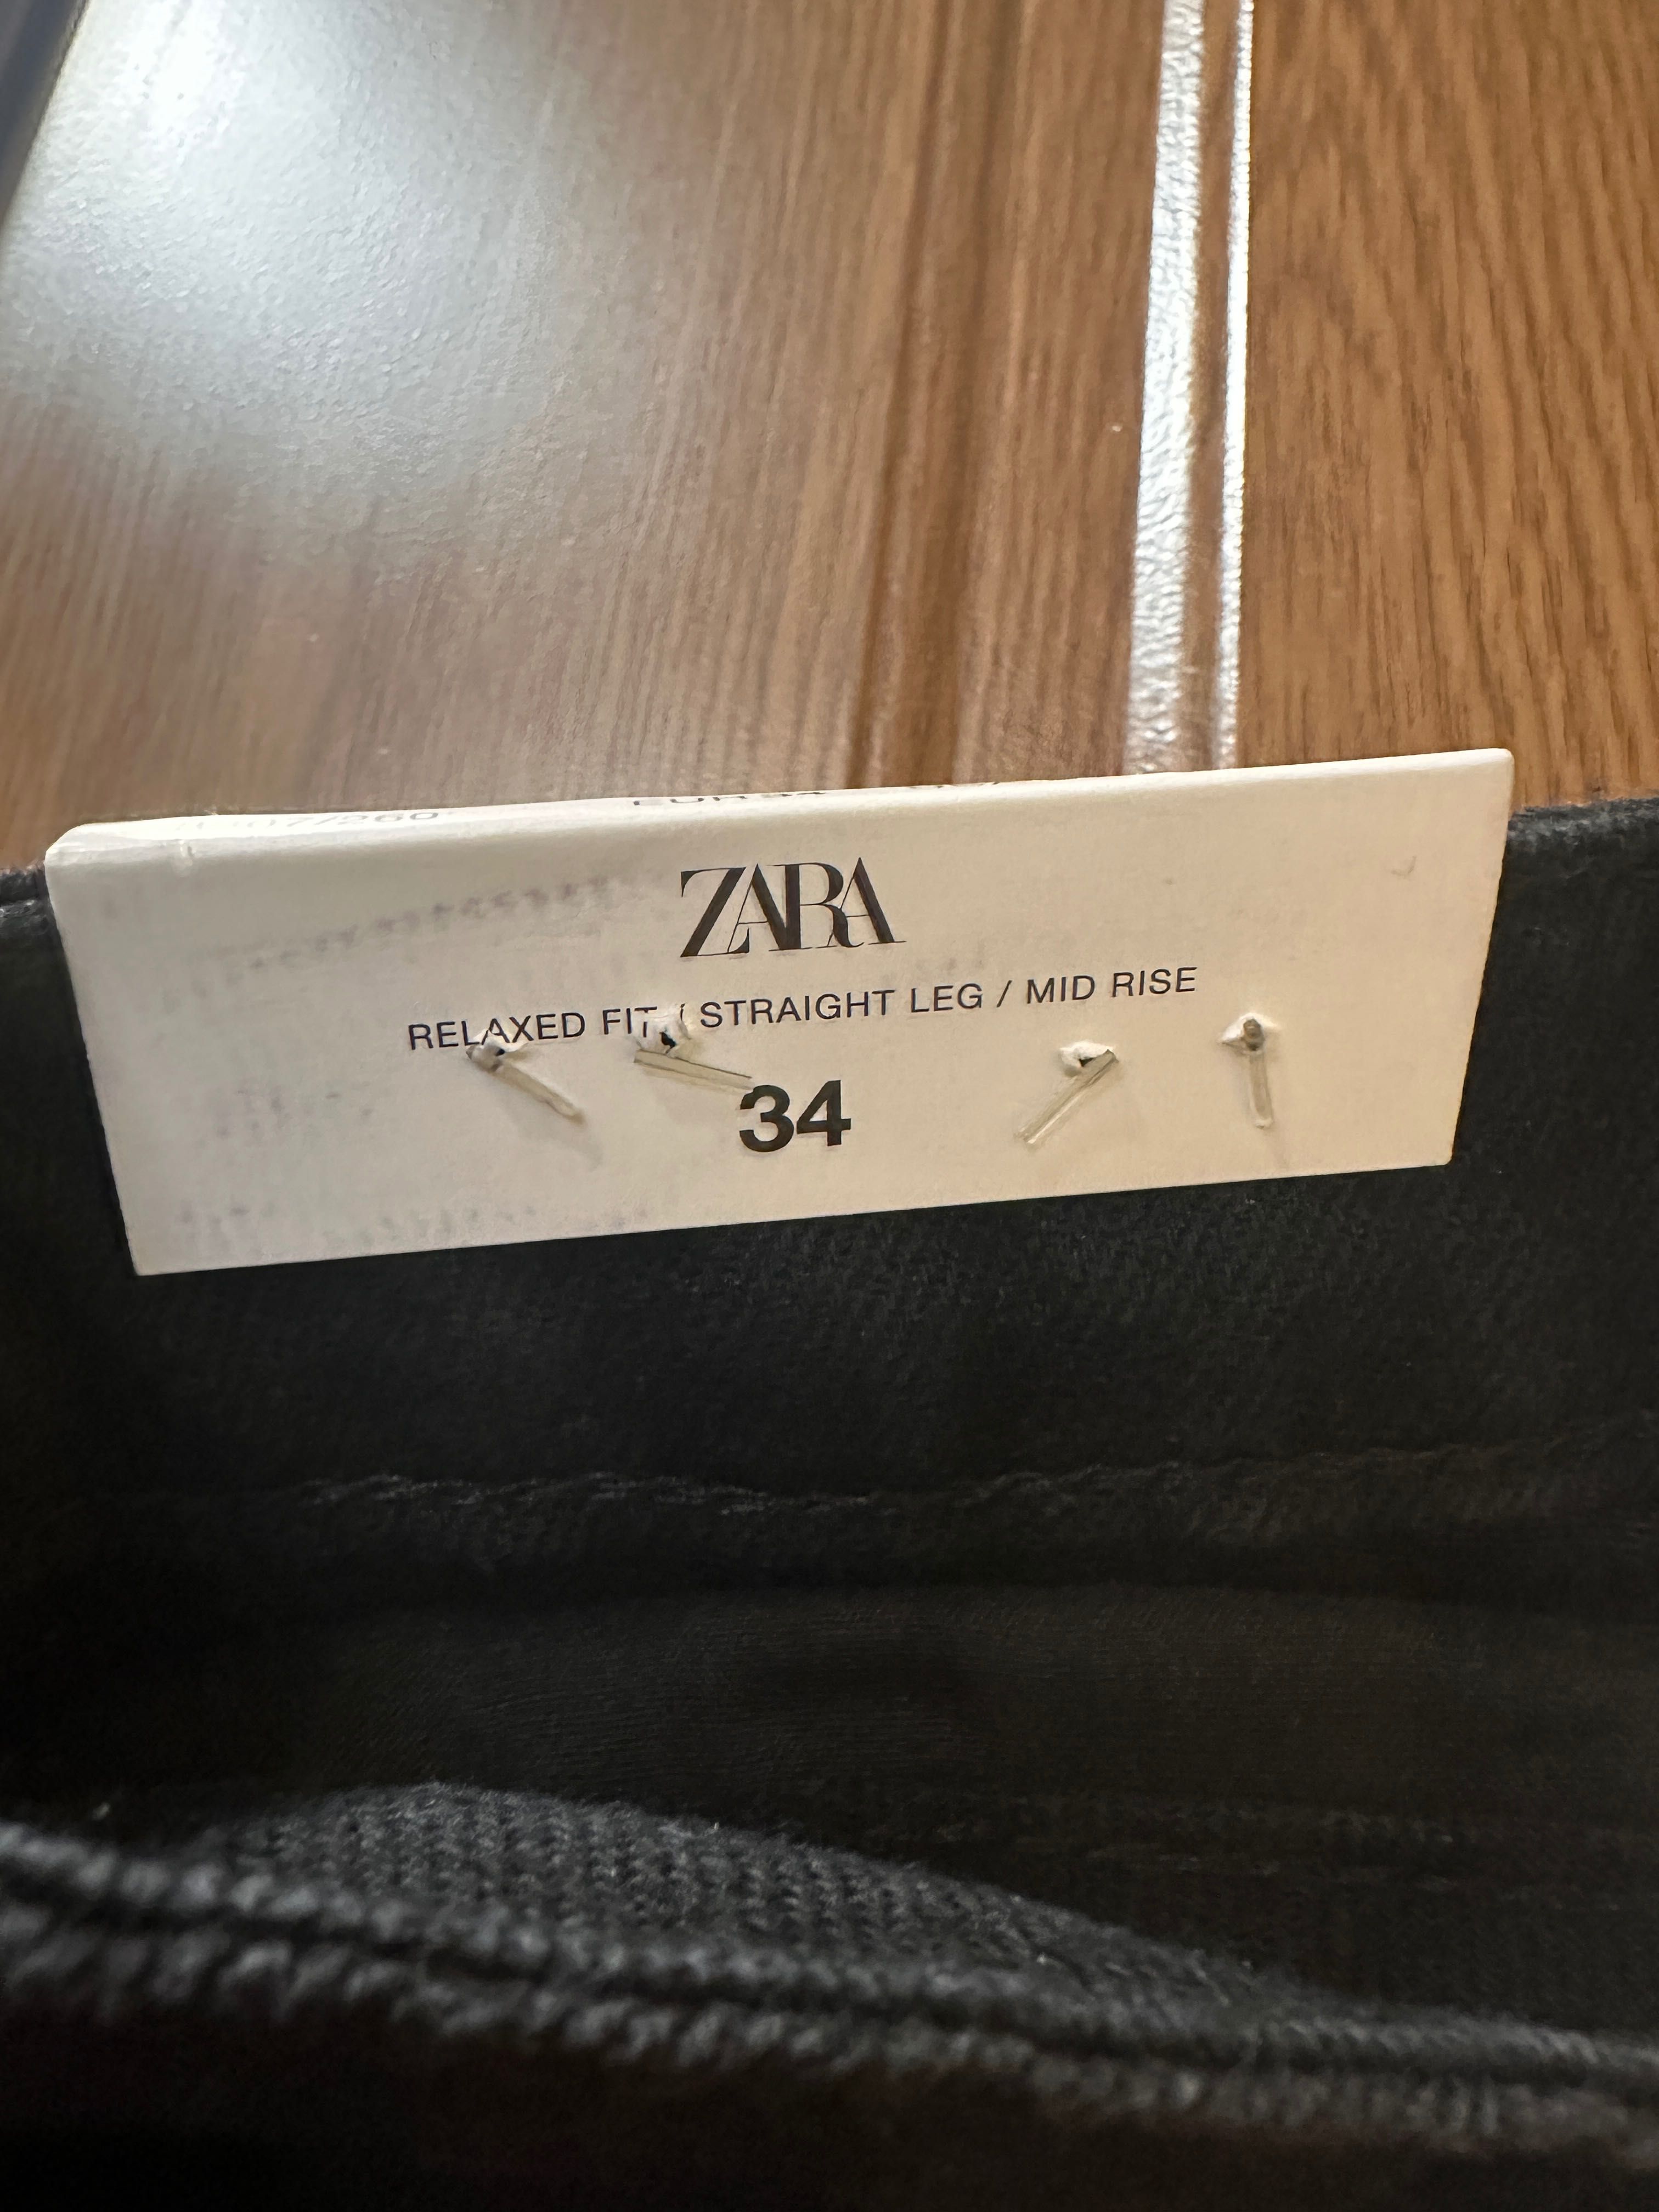 ZARA
RELAXED FIT / STRAIGHT LEG / MID RISE
34